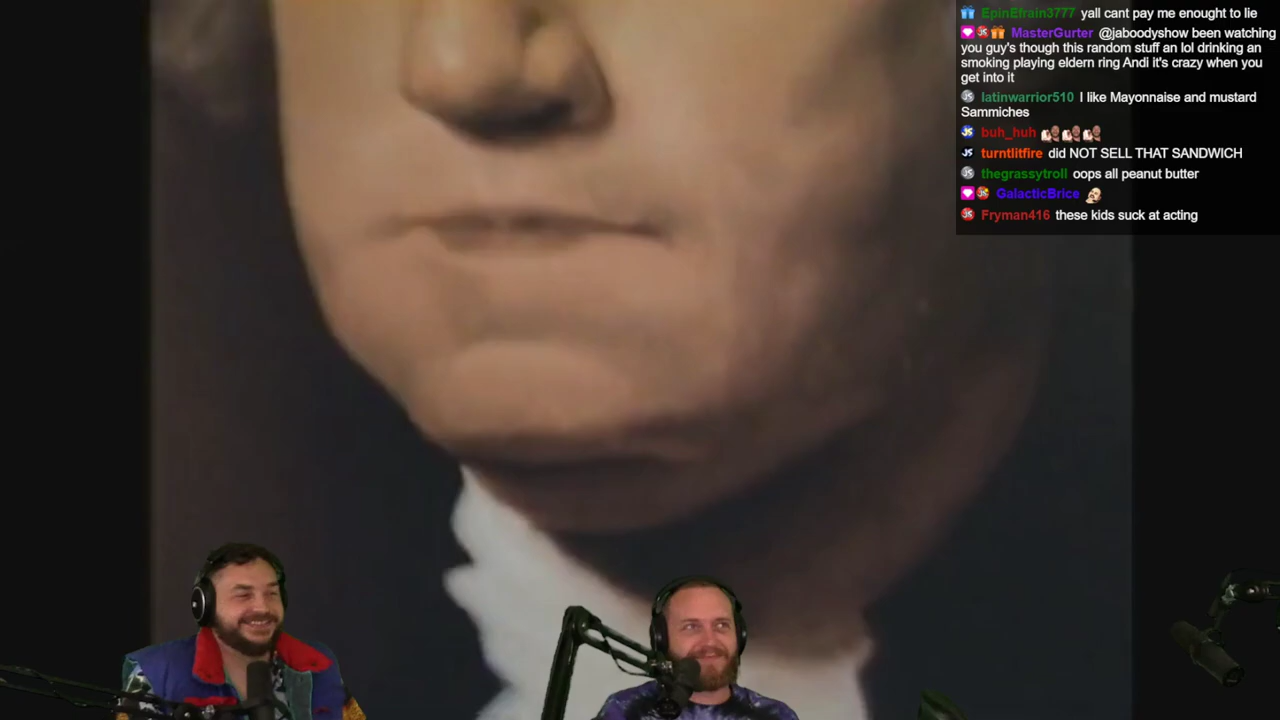 EpinEfrain3777 yall cant pay me enought to lie
MasterGurter @jaboodyshow been watching
you guy's though this random stuff an lol drinking an
smoking playing eldern ring Andi it's crazy when you
get into it
latinwarrior510 I like Mayonnaise and mustard
Sammiches
buh_huh
turntlitfire did NOT SELL THAT SANDWICH
thegrassytroll oops all peanut butter
GalacticBrice
Fryman416 these kids suck at acting